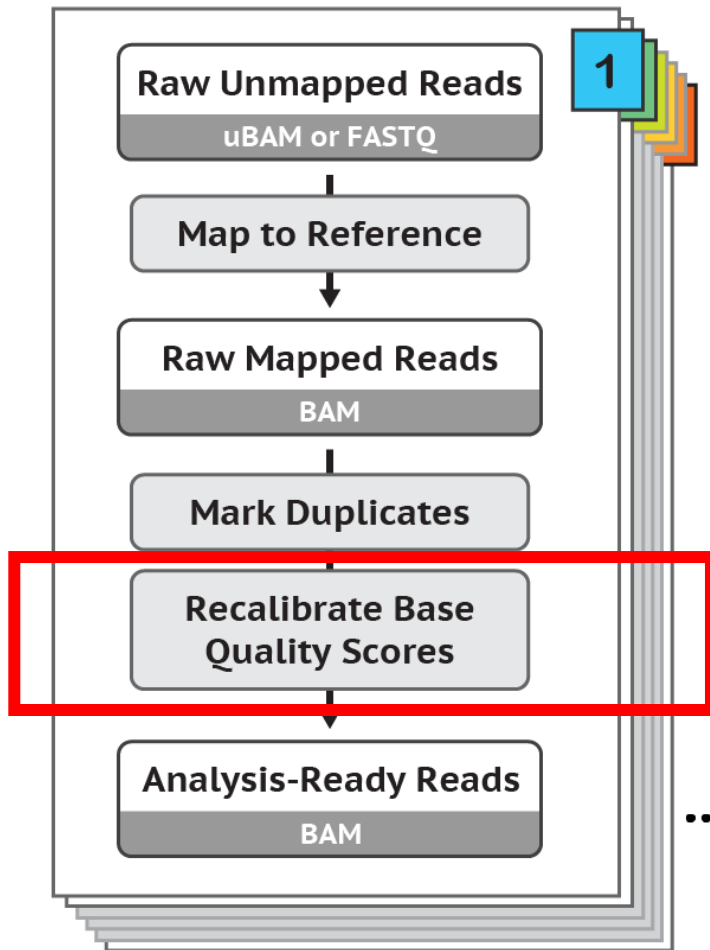 1
Raw Unmapped Reads
uBAM or FASTQ
Map to Reference
Raw Mapped Reads
BAM
Mark Duplicates
Recalibrate Base
Quality Scores
Analysis-Ready Reads
BAM
..